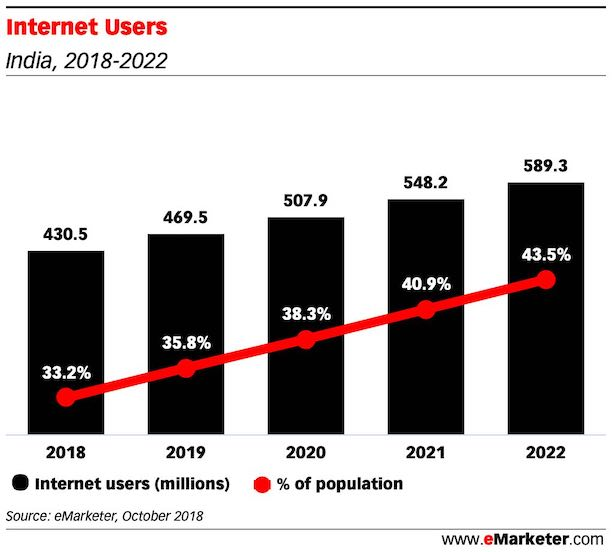 Internet Users
India, 2018-2022
430.5
469.5
507.9
548.2
589.3
33.2%
35.8%
38.3%
40.9%
43.5%
2018
2019
2020
2021
2022
Internet users (millions)
% of population
Source: eMarketer, October 2018
www.eMarketer.com